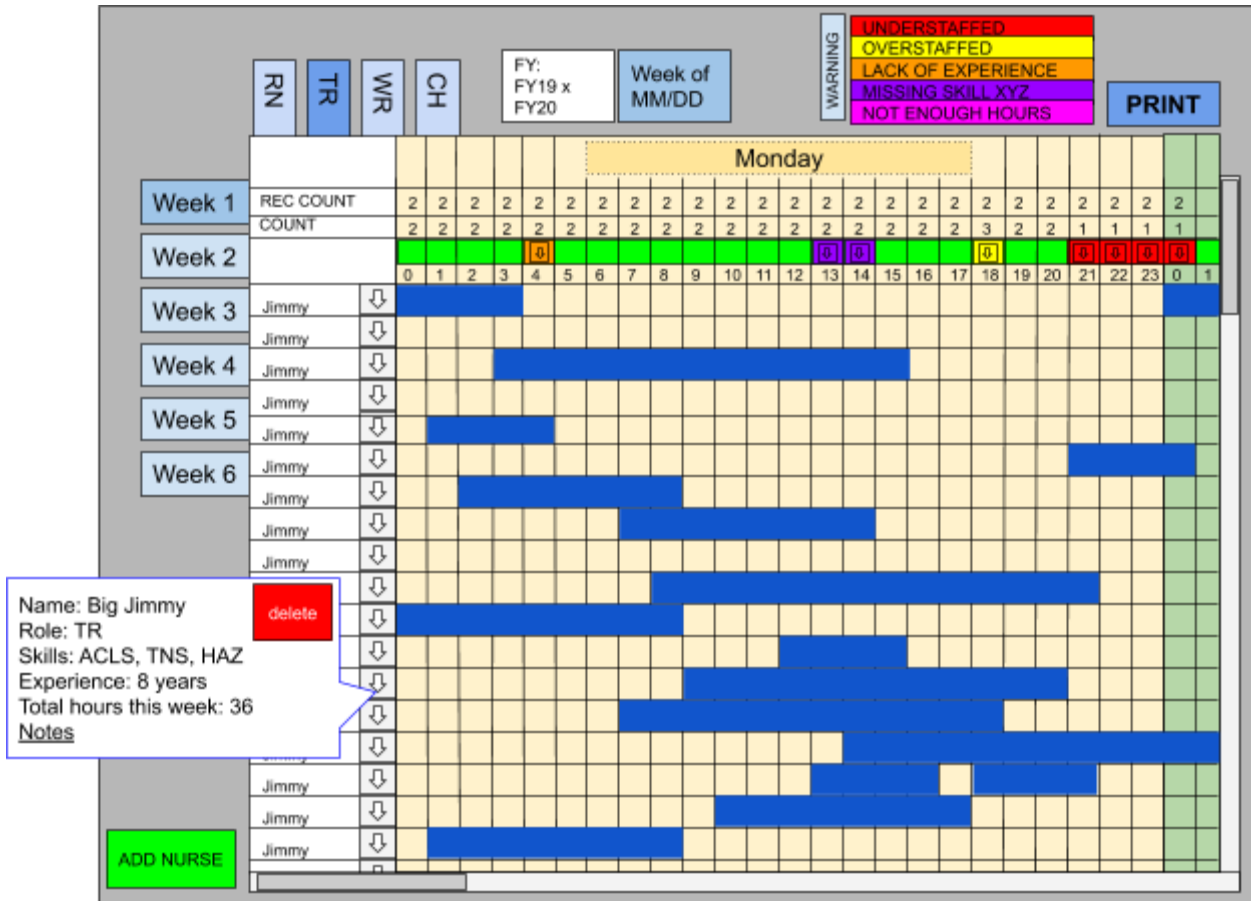 UNDERSTAFFED
OVERSTAFFED
LACK OF EXPERIENCE
MISSING SKILL XYZ
NOT ENOUGH HOURS
WARNING
RN
TR
WR
CH
FY:
FY19 x
FY20
Week of
MM/DD
PRINT
Monday
Week 1
Week 2
Week 3
Week 4
Week 5
Week 6
REC COUNT 2 2 2 2 2 2 2 2 2 2 2 2 2 2 2 2 2 2 2 2 2 2 2 2 2
COUNT 2 2 2 2 2 2 2 2 2 2 2 2 2 2 2 2 2 2 3 2 2 1 1 1 1
0 1 2 3 4 5 6 7 8 9 10 11 12 13 14 15 16 17 18 19 20 21 22 23 0 1
Jimmy
Jimmy
Jimmy
Jimmy
Jimmy
Jimmy
Jimmy
Jimmy
Jimmy
Name: Big Jimmy
Role: TR
Skills: ACLS, TNS, HAZ
Experience: 8 years
Total hours this week: 36
Notes
delete
Jimmy
Jimmy
Jimmy
ADD NURSE